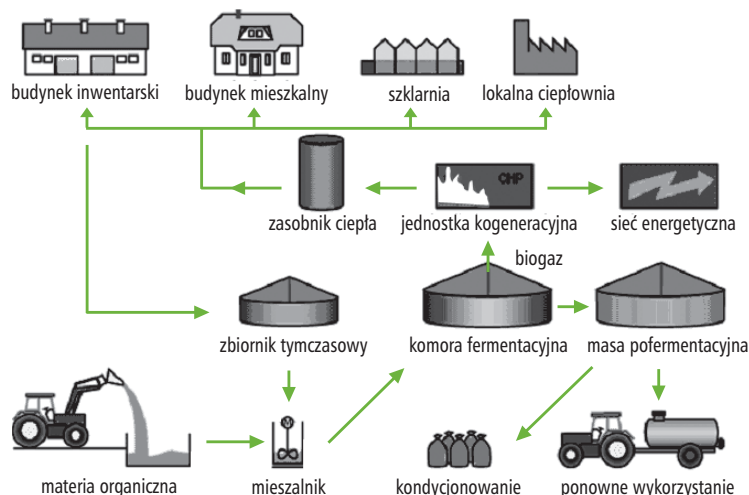 budynek inwentarski
budynek mieszkalny
szklarnia
lokalna ciepłownia
CHP
zasobnik ciepła
jednostka kogeneracyjna
sieć energetyczna
biogaz
zbiornik tymczasowy
komora fermentacyjna
masa pofermentacyjna
M
materia organiczna
mieszalnik
kondycjonowanie
ponowne wykorzystanie